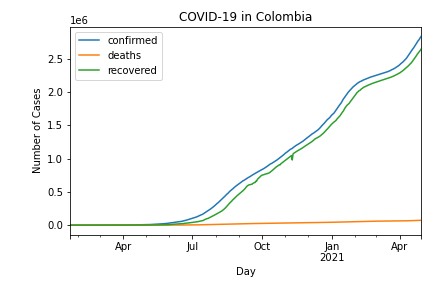 COVID-19 in Colombia
1e6
confirmed
deaths
recovered
Number of Cases
2.5
2.0
1.5
1.0
0.5
0.0
Apr
Jul
Oct
Jan
2021
Apr
Day